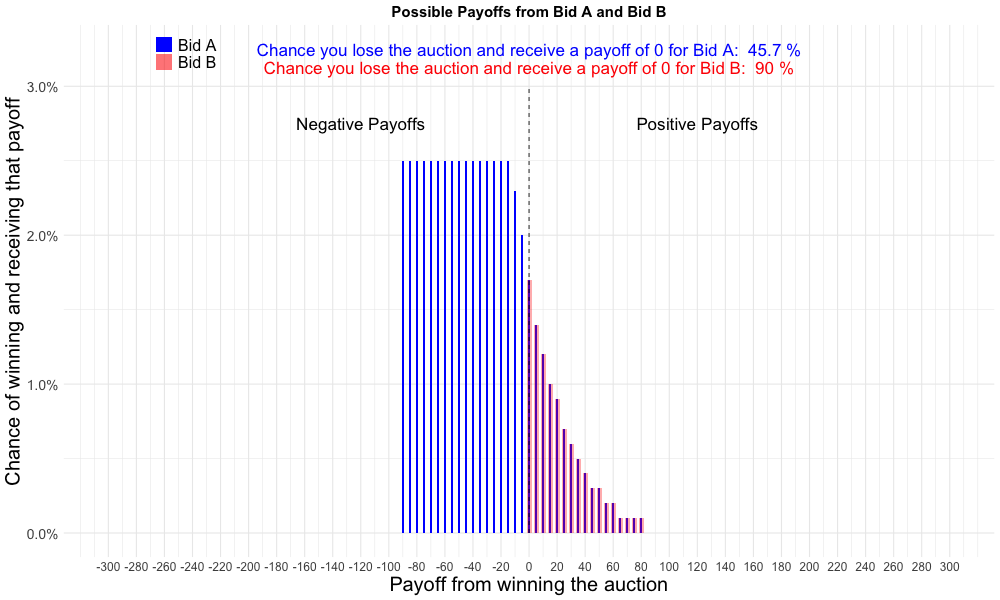 Possible Payoffs from Bid A and Bid B
Bid A
Bid B
Chance you lose the auction and receive a payoff of 0 for Bid A:  45.7 %
Chance you lose the auction and receive a payoff of 0 for Bid B:  90 %
Negative Payoffs
Positive Payoffs
Chance of winning and receiving that payoff
3.0%
2.0%
1.0%
0.0%
-300 -280 -260 -240 -220 -200 -180 -160 -140 -120 -100 -80 -60 -40 -20 0 20 40 60 80 100 120 140 160 180 200 220 240 260 280 300
Payoff from winning the auction